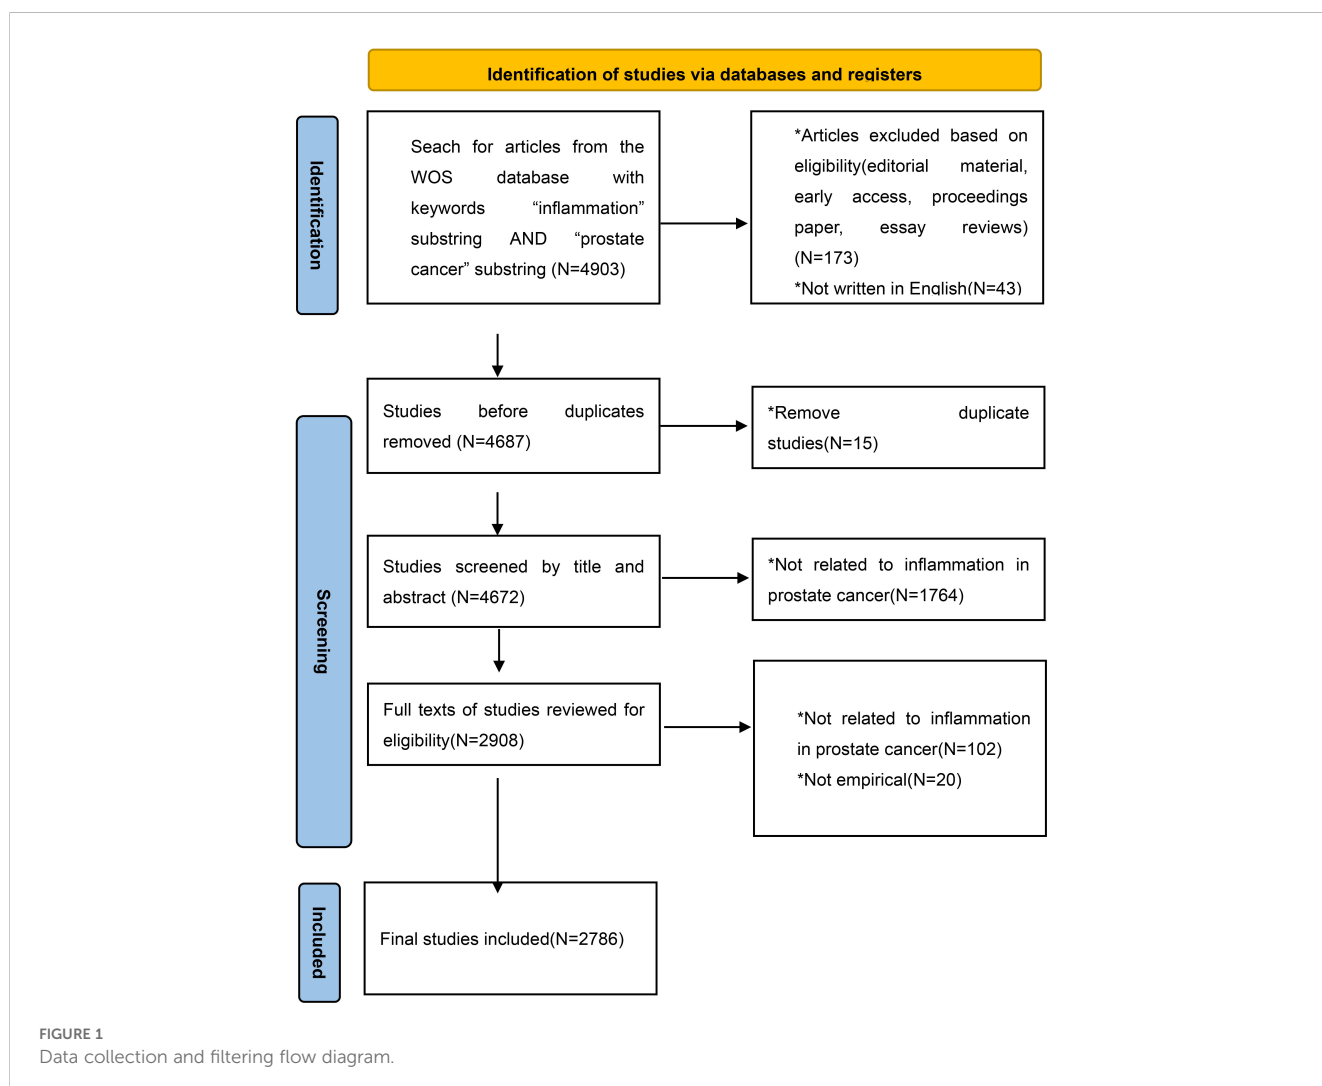 Identification of studies via databases and registers
Identification
Seach for articles from the
WOS database with
keywords “inflammation”
substring AND “prostate
cancer” substring (N=4903)
*Articles excluded based on
eligibility(editorial material,
early access, proceedings
paper, essay reviews)
(N=173)
*Not written in English(N=43)
Screening
Studies before duplicates
removed (N=4687)
*Remove duplicate
studies(N=15)
Studies screened by title and
abstract (N=4672)
*Not related to inflammation in
prostate cancer(N=1764)
Full texts of studies reviewed for
eligibility(N=2908)
*Not related to inflammation
in prostate cancer(N=102)
*Not empirical(N=20)
Included
Final studies included(N=2786)
FIGURE 1
Data collection and filtering flow diagram.